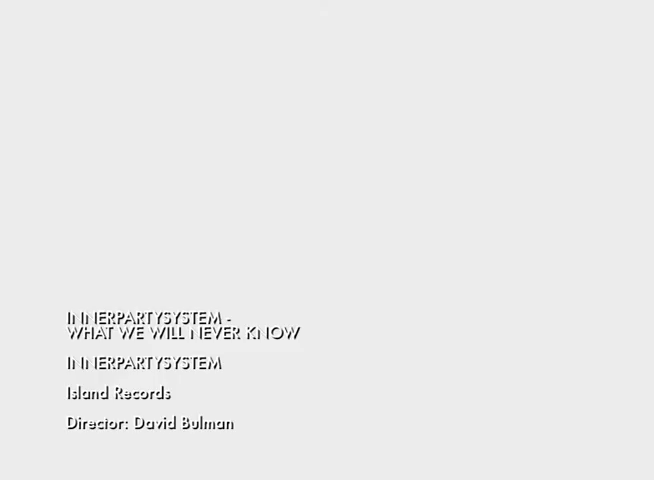 INNERPARTYSYSTEM -
WHAT WE WILL NEVER KNOW
INNERPARTYSYSTEM
Island Records
Director: David Bulman